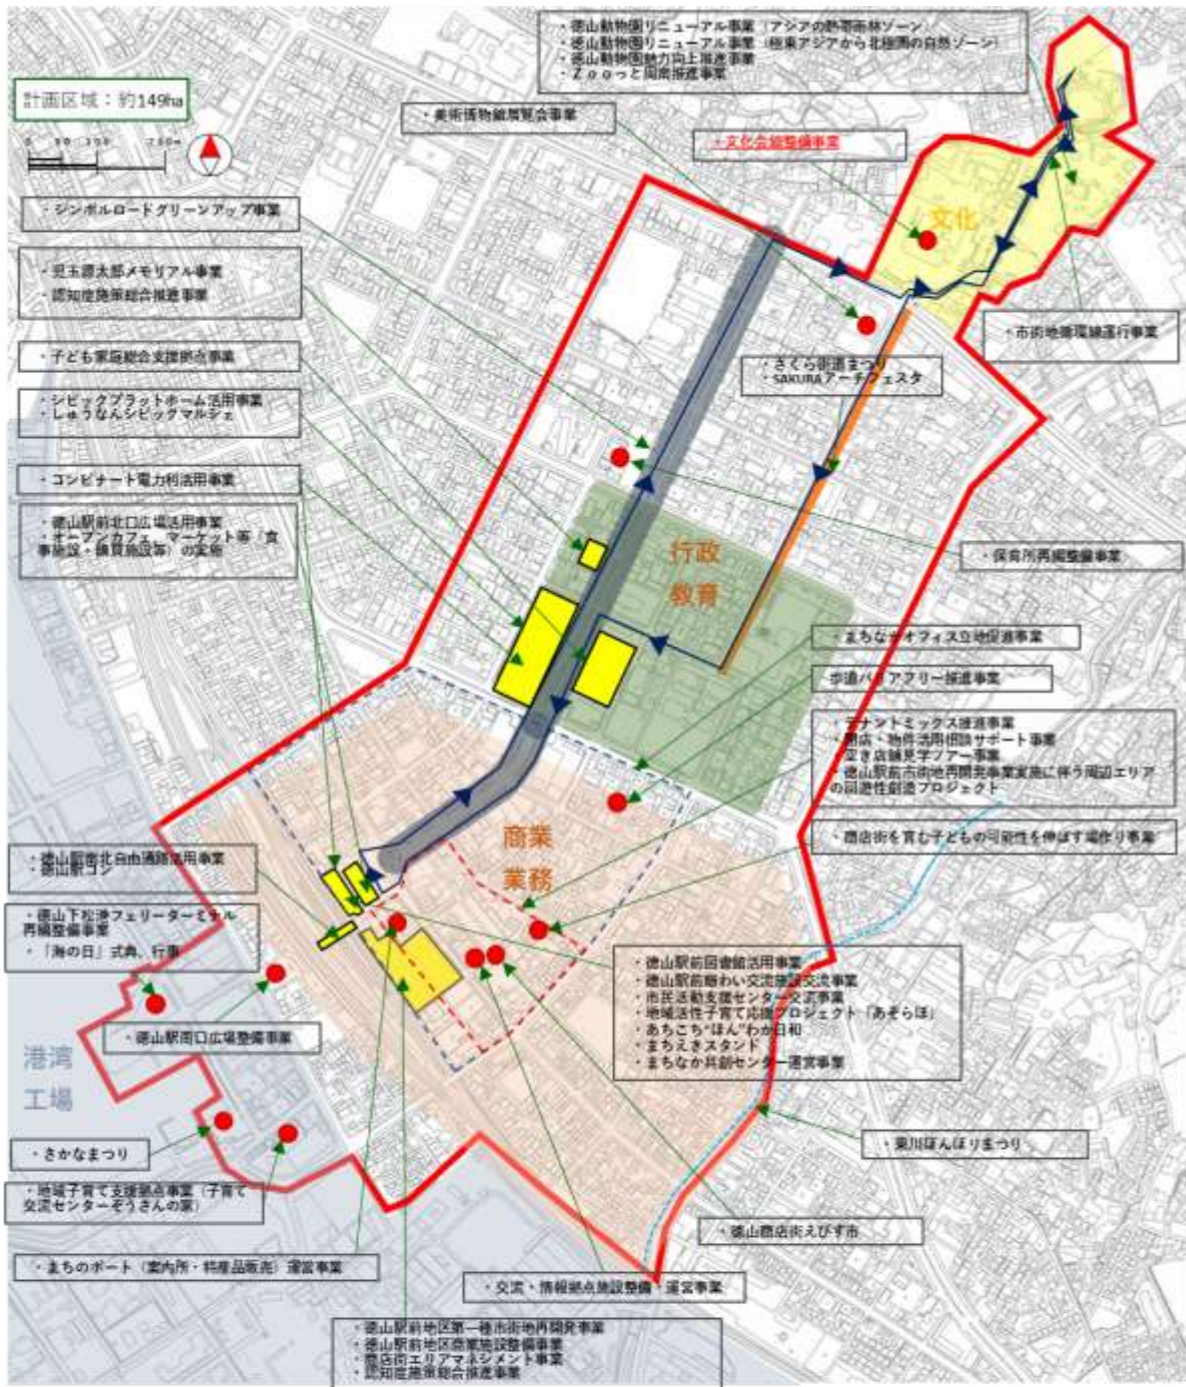 ・徳山動物園リニューアル事業（アジアの熱帯雨林ゾーン）
・徳山動物園リニューアル事業（極東アジアから北極圏の自然ゾーン）
・徳山動物園魅力向上推進事業
・Ｚｏｏっと周南推進事業
計画区域：約149ha
・美術博物館展覧会事業
・文化会館整備事業
・シンボルロードグリーンアップ事業
文化
・児玉源太郎メモリアル事業
・認知度施策総合推進事業
・市街地循環線運行事業
・子ども家庭総合支援拠点事業
・さくら街道まつり
・SAKURAアーチフェスタ
・シビックプラットホーム活用事業
・しゅうなんシビックマルシェ
・コンビナート電力利活用事業
・徳山駅前北口広場活用事業
・オープンカフェ、マーケット等（食
事施設・購買施設等）の実施
行政
教育
・保育所再編整備事業
・まちなかオフィス立地促進事業
歩道バリアフリー推進事業
・テナントミックス推進事業
・開店・物件活用相談サポート事業
・空き店舗見学ツアー事業
・徳山駅前市街地再開発事業実施に伴う周辺エリア
の回遊性創造プロジェクト
商業
業務
・商店街を育む子どもの可能性を伸ばす場作り事業
・徳山駅南北自由通路活用事業
・徳山駅コン
・徳山下松港フェリーターミナル
再編整備事業
・「海の日」式典、行事
・徳山駅前図書館活用事業
・徳山駅前賑わい交流施設交流事業
・市民活動支援センター交流事業
・地域活性子育て応援プロジェクト「あそらぼ」
・あちこち“ほん”わか日和
・まちえきスタンド
・まちなか共創センター運営事業
・徳山駅南口広場整備事業
港湾
工場
・さかなまつり
・東川ぼんぼりまつり
・地域子育て支援拠点事業（子育て
交流センターぞうさんの家）
・徳山商店街えびす市
・まちのポート（案内所・特産品販売）運営事業
・交流・情報拠点施設整備・運営事業
・徳山駅前地区第一種市街地再開発事業
・徳山駅前地区商業施設整備事業
・商店街エリアマネジメント事業
・認知度施策総合推進事業